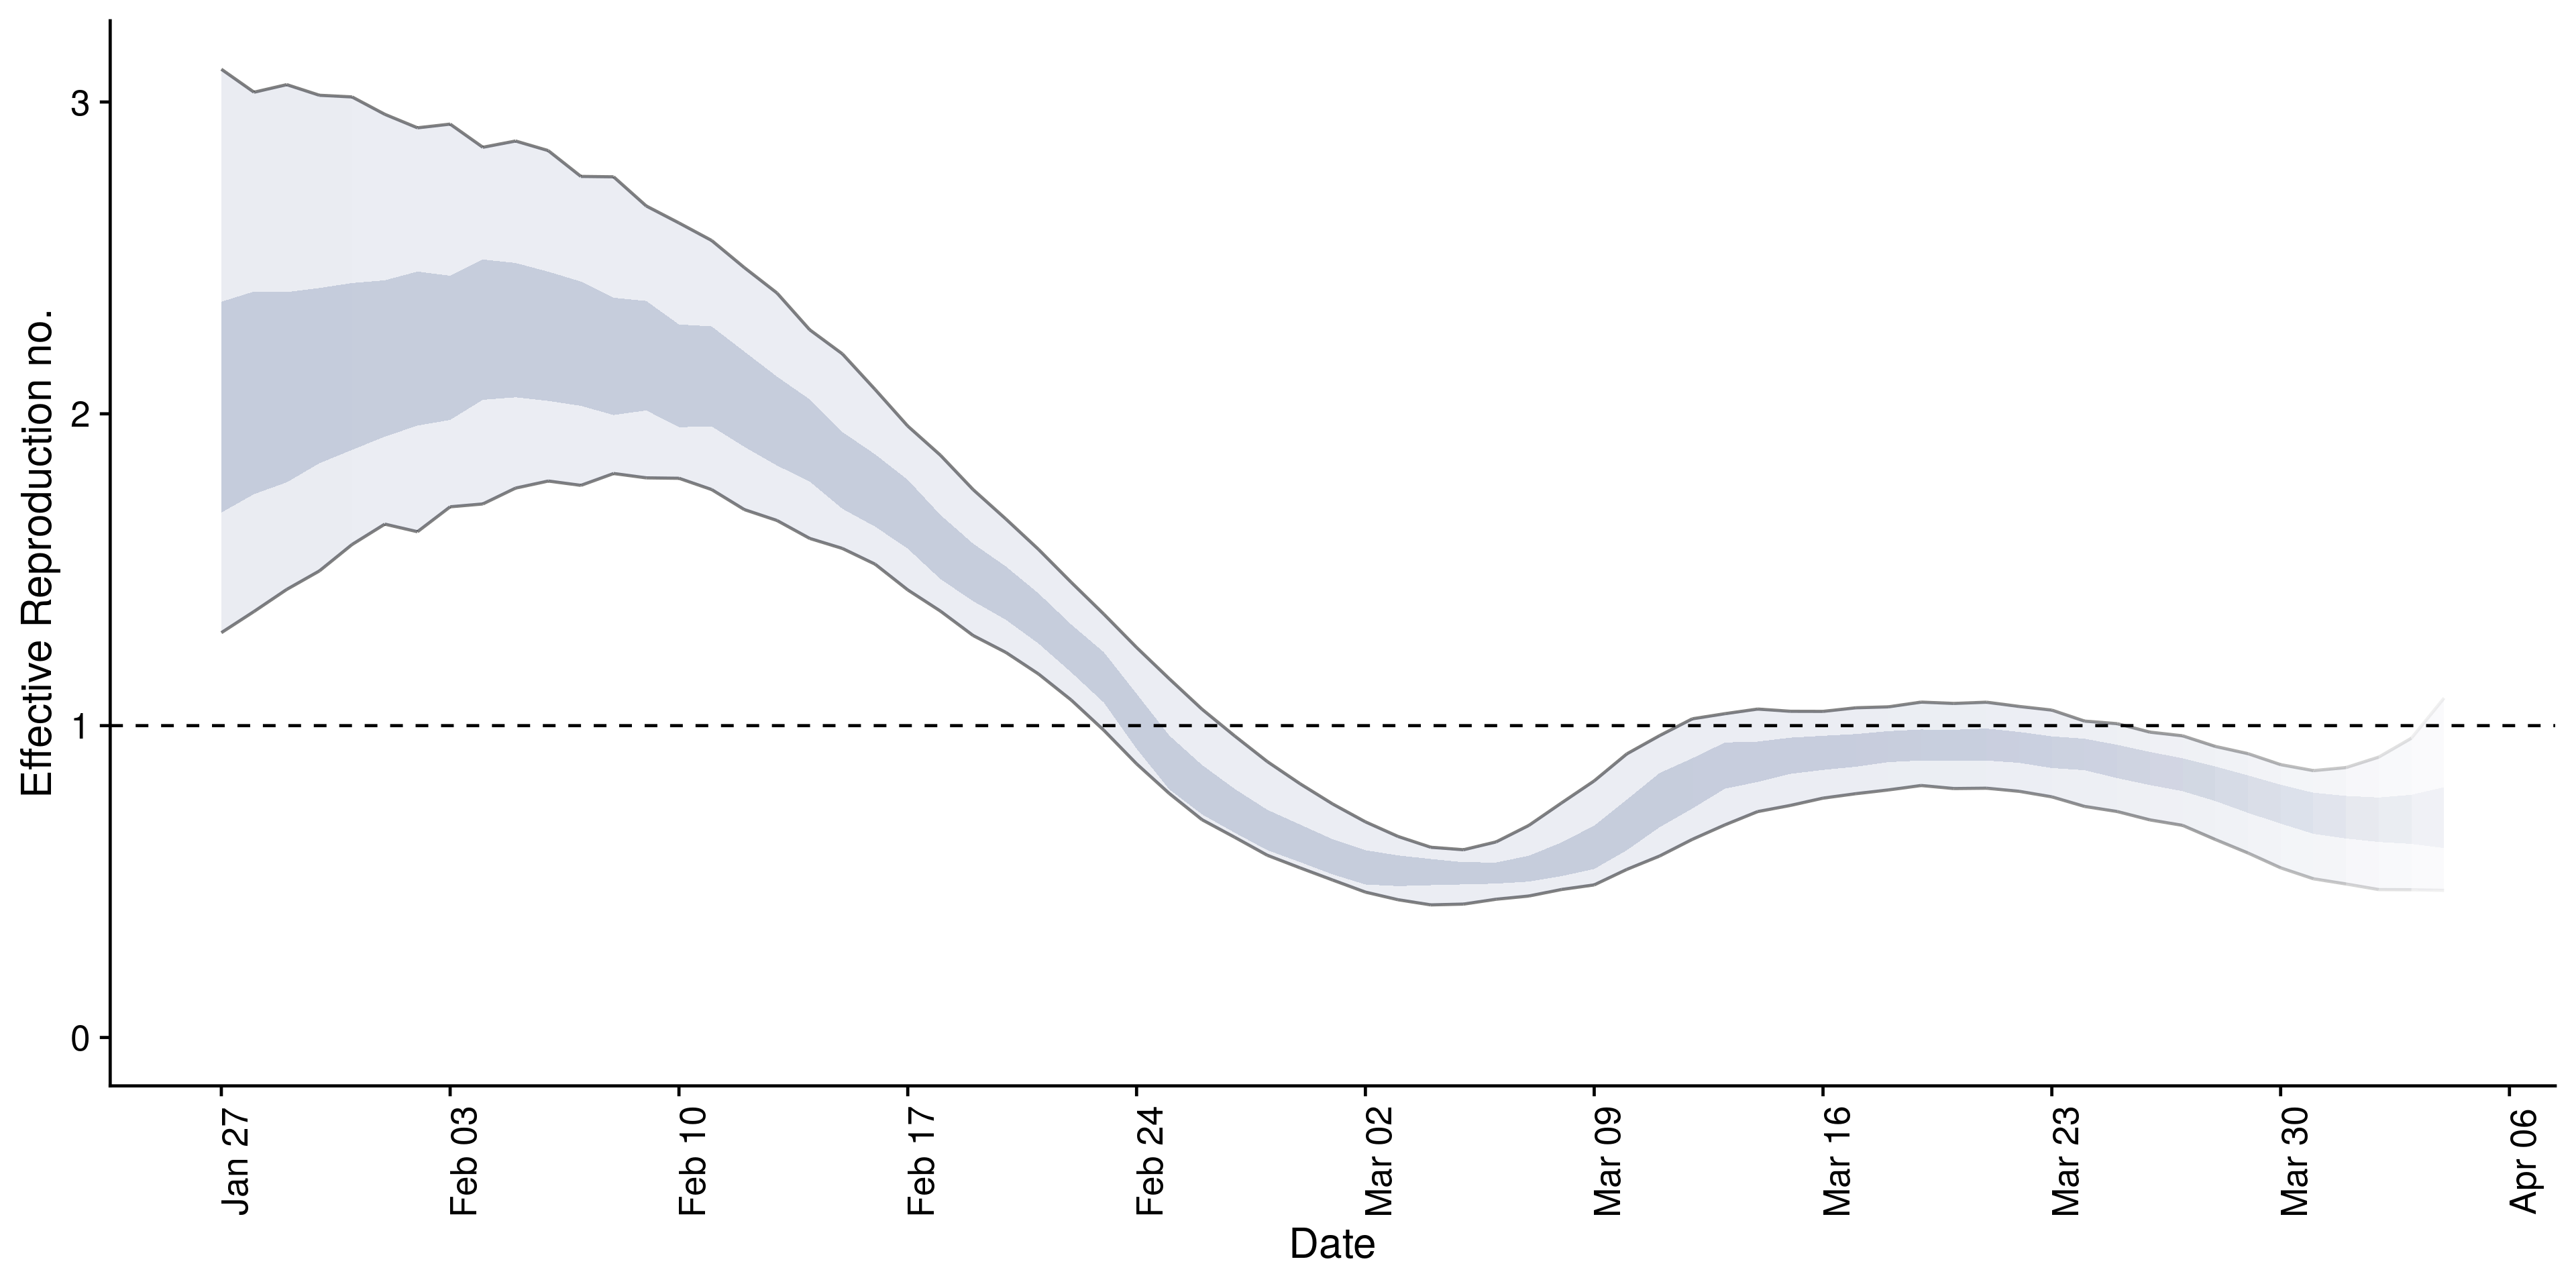 Effective Reproduction no.
3
2
1
0
Jan 27
Feb 03
Feb 10
Feb 17
Feb 24
Mar 02
Mar 09
Mar 16
Mar 23
Mar 30
Apr 06
Date